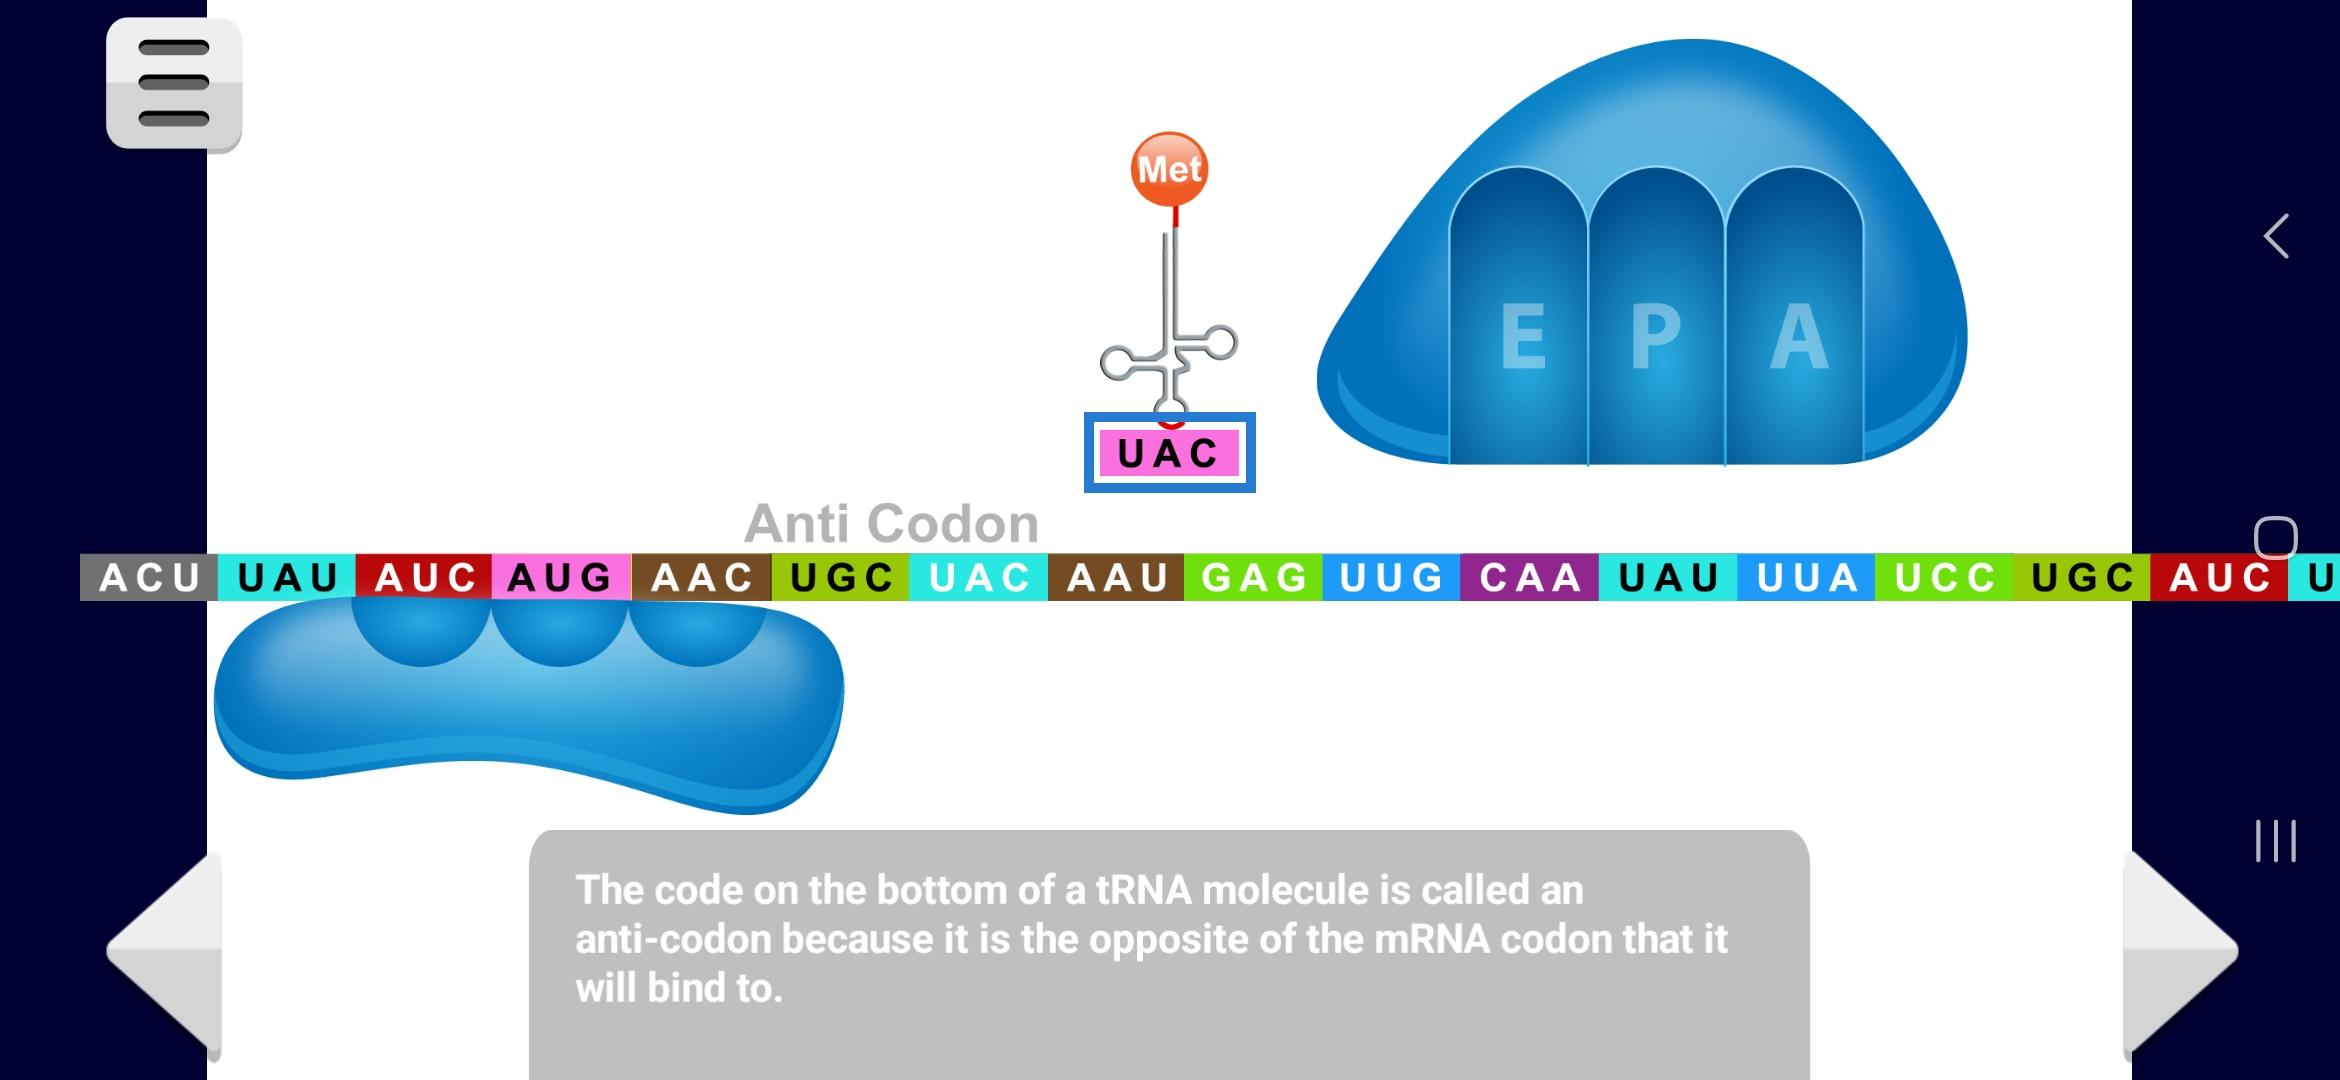 Met
E P A
UAC
Anti Codon
ACU UAU AUC AUG AAC UGC UAC AAU GAG UUG CAA UAU UUA UCC UGC AUC U
The code on the bottom of a tRNA molecule is called an
anti-codon because it is the opposite of the mRNA codon that it
will bind to.